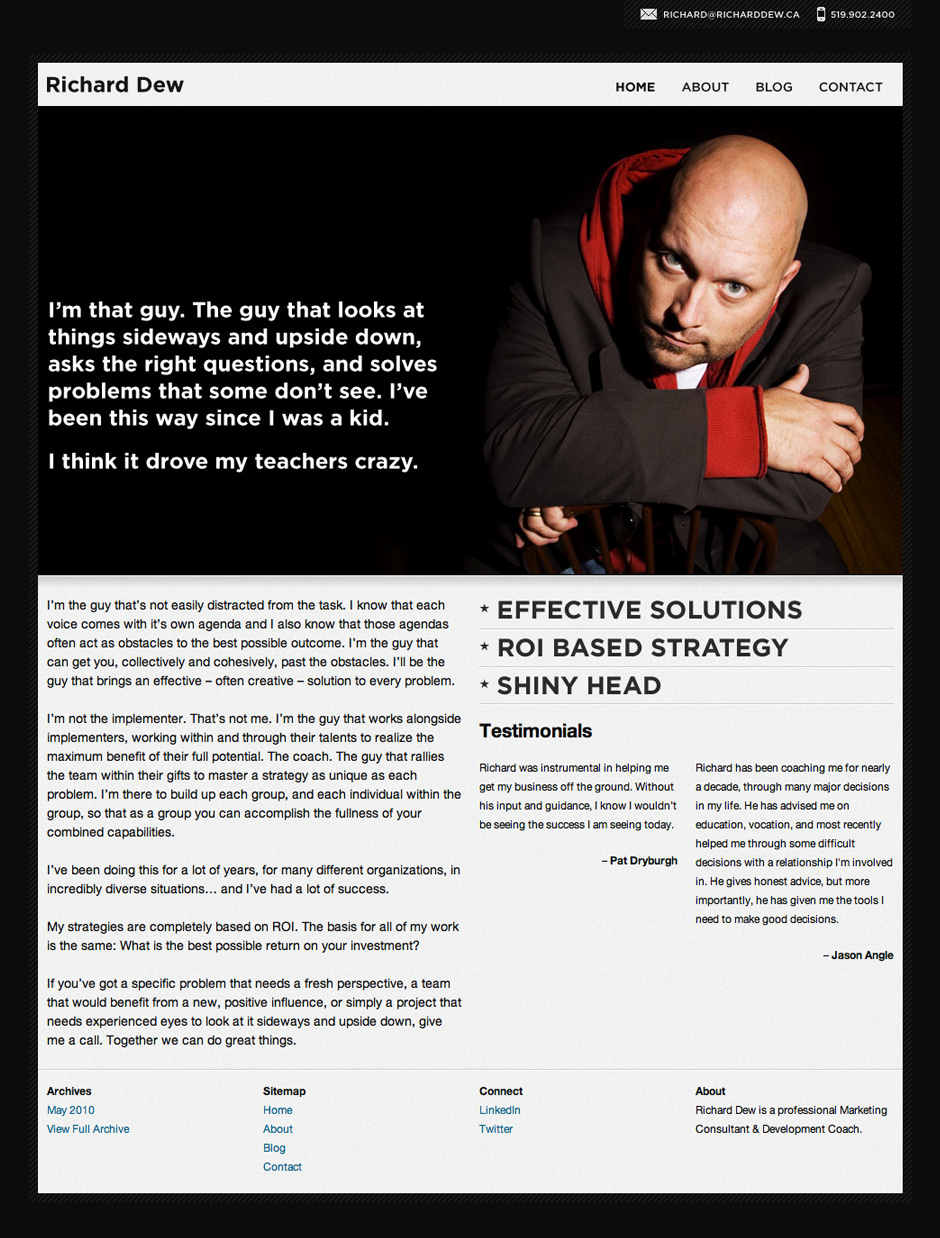 RICHARD@RICHARDDEW.CA 519.902.2400
Richard Dew
HOME ABOUT BLOG CONTACT
I’m that guy. The guy that looks at
things sideways and upside down,
asks the right questions, and solves
problems that some don’t see. I’ve
been this way since I was a kid.
I think it drove my teachers crazy.
I’m the guy that’s not easily distracted from the task. I know that each
voice comes with it’s own agenda and I also know that those agendas
often act as obstacles to the best possible outcome. I’m the guy that
can get you, collectively and cohesively, past the obstacles. I’ll be the
guy that brings an effective – often creative – solution to every problem.
I’m not the implementer. That’s not me. I’m the guy that works alongside
implementers, working within and through their talents to realize the
maximum benefit of their full potential. The coach. The guy that rallies
the team within their gifts to master a strategy as unique as each
problem. I’m there to build up each group, and each individual within the
group, so that as a group you can accomplish the fullness of your
combined capabilities.
I’ve been doing this for a lot of years, for many different organizations, in
incredibly diverse situations… and I’ve had a lot of success.
My strategies are completely based on ROI. The basis for all of my work
is the same: What is the best possible return on your investment?
If you’ve got a specific problem that needs a fresh perspective, a team
that would benefit from a new, positive influence, or simply a project that
needs experienced eyes to look at it sideways and upside down, give
me a call. Together we can do great things.
★ EFFECTIVE SOLUTIONS
★ ROI BASED STRATEGY
★ SHINY HEAD
Testimonials
Richard was instrumental in helping me
get my business off the ground. Without
his input and guidance, I know I wouldn’t
be seeing the success I am seeing today.
– Pat Dryburgh
Richard has been coaching me for nearly
a decade, through many major decisions
in my life. He has advised me on
education, vocation, and most recently
helped me through some difficult
decisions with a relationship I'm involved
in. He gives honest advice, but more
importantly, he has given me the tools I
need to make good decisions.
– Jason Angle
Archives
May 2010
View Full Archive
Sitemap
Home
About
Blog
Contact
Connect
LinkedIn
Twitter
About
Richard Dew is a professional Marketing
Consultant & Development Coach.